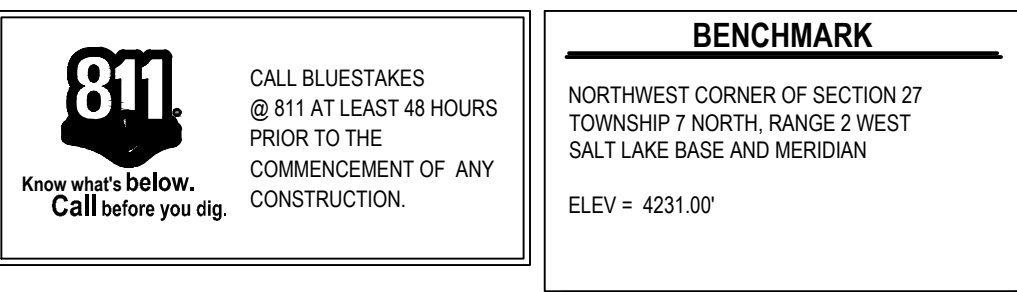 811
Know what's below.
Call before you dig.
CALL BLUESTAKES
@ 811 AT LEAST 48 HOURS
PRIOR TO THE
COMMENCEMENT OF ANY
CONSTRUCTION.
BENCHMARK
NORTHWEST CORNER OF SECTION 27
TOWNSHIP 7 NORTH, RANGE 2 WEST
SALT LAKE BASE AND MERIDIAN
ELEV = 4231.00'